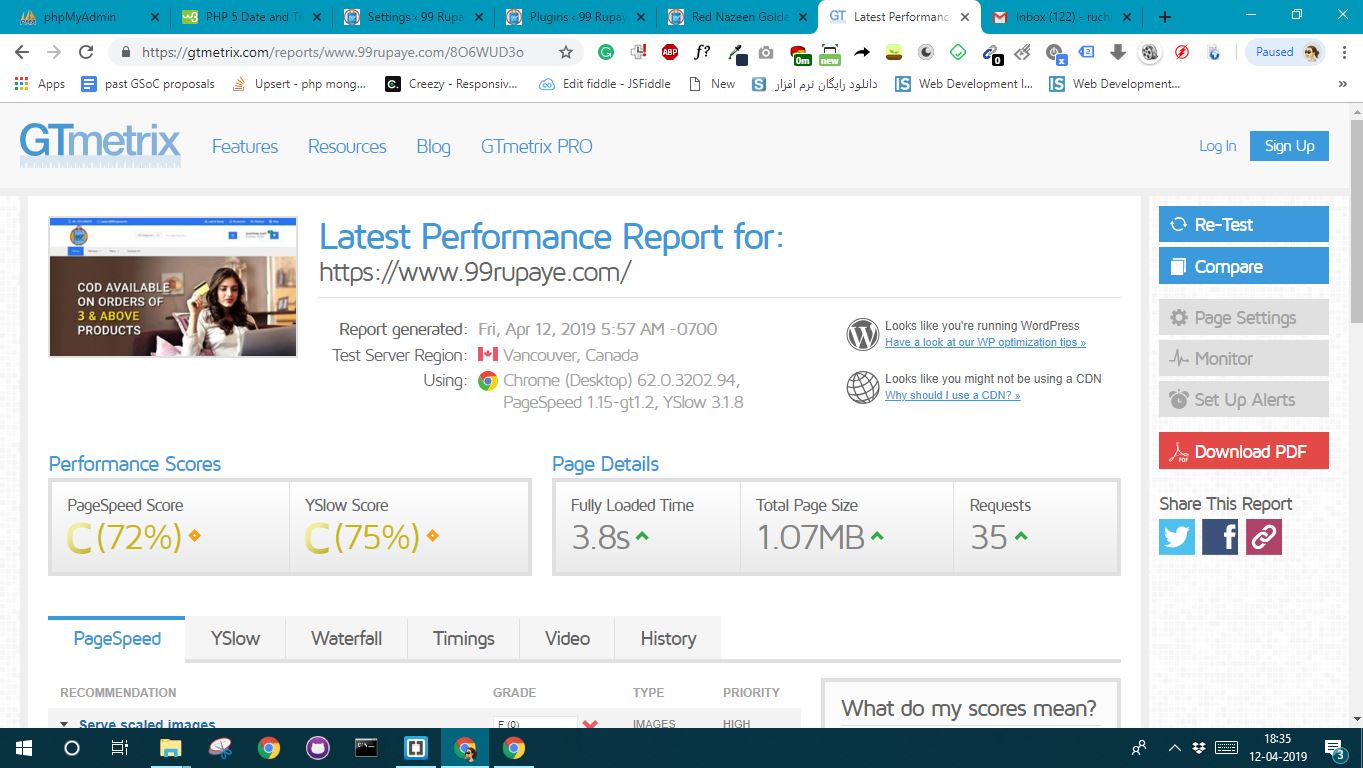 phpMyAdmin
PHP 5 Date and Ti
Settings ‹ 99 Rupa
Plugins ‹ 99 Rupay
Red Nazeen Golde
Latest Performanc
Inbox (122) - ruch
https://gtmetrix.com/reports/www.99rupaye.com/8O6WUD3o
ABP
f?
0m
new
0
x
2
Paused
Apps
past GSoC proposals
Upsert - php mong...
Creezy - Responsiv...
Edit fiddle - JSFiddle
New
دانلود رایگان نرم افزار
Web Development I...
Web Development...
»
GTmetrix
Features
Resources
Blog
GTmetrix PRO
Log In
Sign Up
COD AVAILABLE
ON ORDERS OF
3 & ABOVE
PRODUCTS
Latest Performance Report for:
https://www.99rupaye.com/
Report generated: Fri, Apr 12, 2019 5:57 AM -0700
Test Server Region: Vancouver, Canada
Using: Chrome (Desktop) 62.0.3202.94,
PageSpeed 1.15-gt1.2, YSlow 3.1.8
Looks like you're running WordPress
Have a look at our WP optimization tips »
Looks like you might not be using a CDN
Why should I use a CDN? »
Re-Test
Compare
Page Settings
Monitor
Set Up Alerts
Download PDF
Share This Report
Performance Scores
PageSpeed Score
C (72%)
YSlow Score
C (75%)
Page Details
Fully Loaded Time
3.8s
Total Page Size
1.07MB
Requests
35
PageSpeed
YSlow
Waterfall
Timings
Video
History
RECOMMENDATION
GRADE
TYPE
PRIORITY
Serve scaled images
F (0)
IMAGES
HIGH
What do my scores mean?
18:35
12-04-2019
3